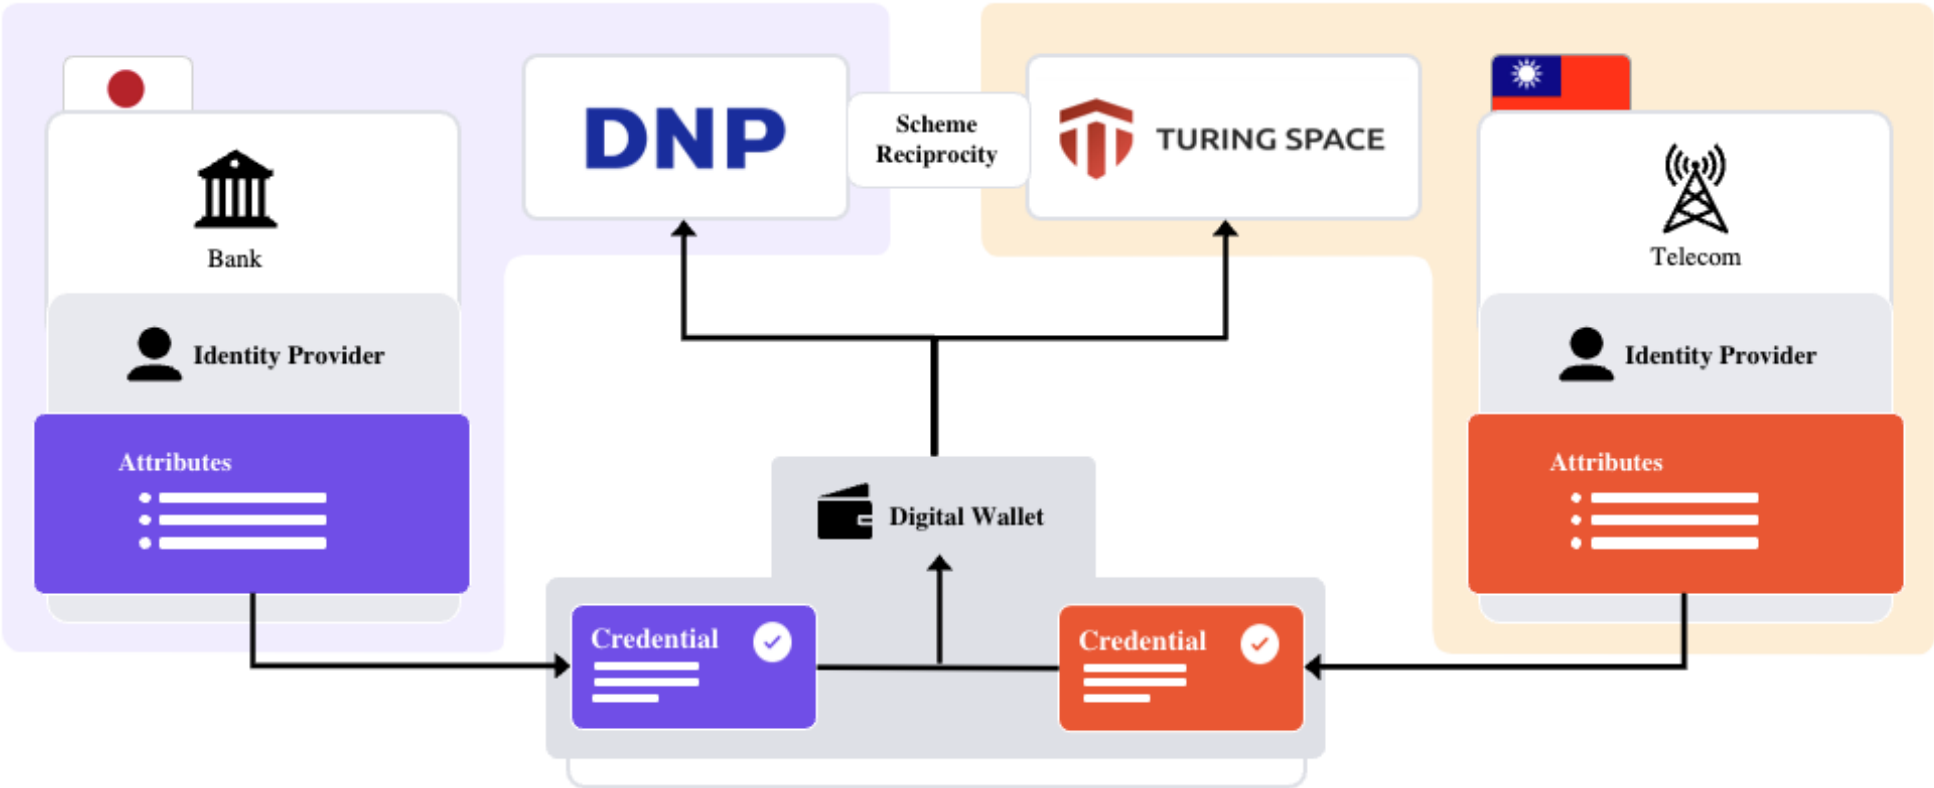 DNP
Scheme
Reciprocity
TURING SPACE
Bank
Telecom
Identity Provider
Identity Provider
Attributes
Attributes
Digital Wallet
Credential
Credential